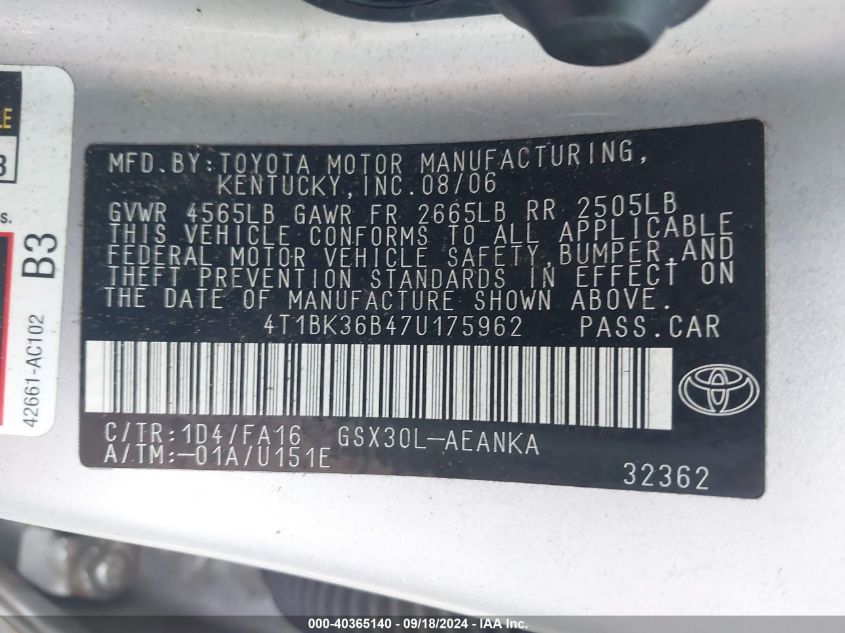 LE
3
s.
B3
42661-AC102
MFD.BY:TOYOTA MOTOR MANUFACTURING,
KENTUCKY,INC.08/06
GVWR 4565LB GAWR FR 2665LB RR 2505LB
THIS VEHICLE CONFORMS TO ALL APPLICABLE
FEDERAL MOTOR VEHICLE SAFETY,BUMPER,AND
THEFT PREVENTION STANDARDS IN EFFECT ON
THE DATE OF MANUFACTURE SHOWN ABOVE.
4T1BK36B47U175962 PASS.CAR
C/TR:1D4/FA16 GSX30L-AEANKA
A/TM:-01A/U151E
32362
000-40365140 - 09/18/2024 - IAA Inc.